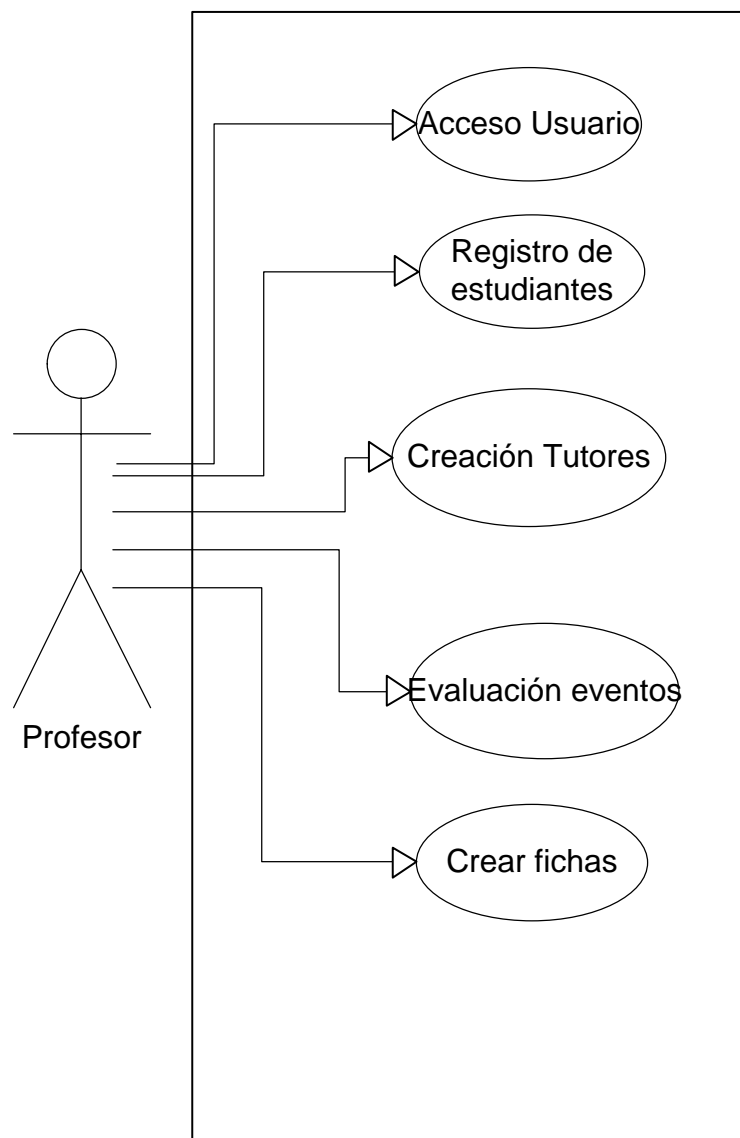 Acceso Usuario
Registro de
estudiantes
Creación Tutores
Evaluación eventos
Profesor
Crear fichas